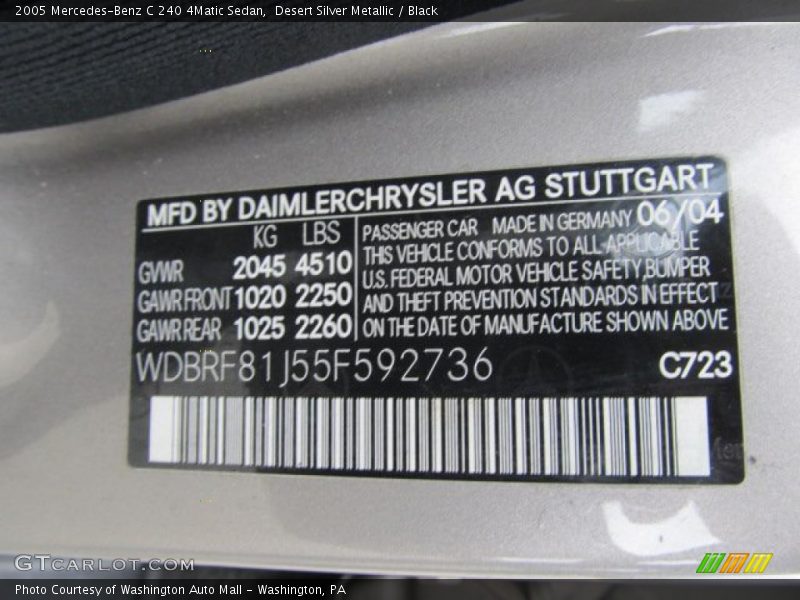 2005 Mercedes-Benz C 240 4Matic Sedan, Desert Silver Metallic / Black
MFD BY DAIMLERCHRYSLER AG STUTTGART
KG LBS
GVWR 2045 4510
GAWR FRONT 1020 2250
GAWR REAR 1025 2260
PASSENGER CAR MADE IN GERMANY 06/04
THIS VEHICLE CONFORMS TO ALL APPLICABLE
U.S. FEDERAL MOTOR VEHICLE SAFETY,BUMPER
AND THEFT PREVENTION STANDARDS IN EFFECT
ON THE DATE OF MANUFACTURE SHOWN ABOVE
WDBRF81J55F592736 C723
GTCARLOT.COM
Photo Courtesy of Washington Auto Mall - Washington, PA